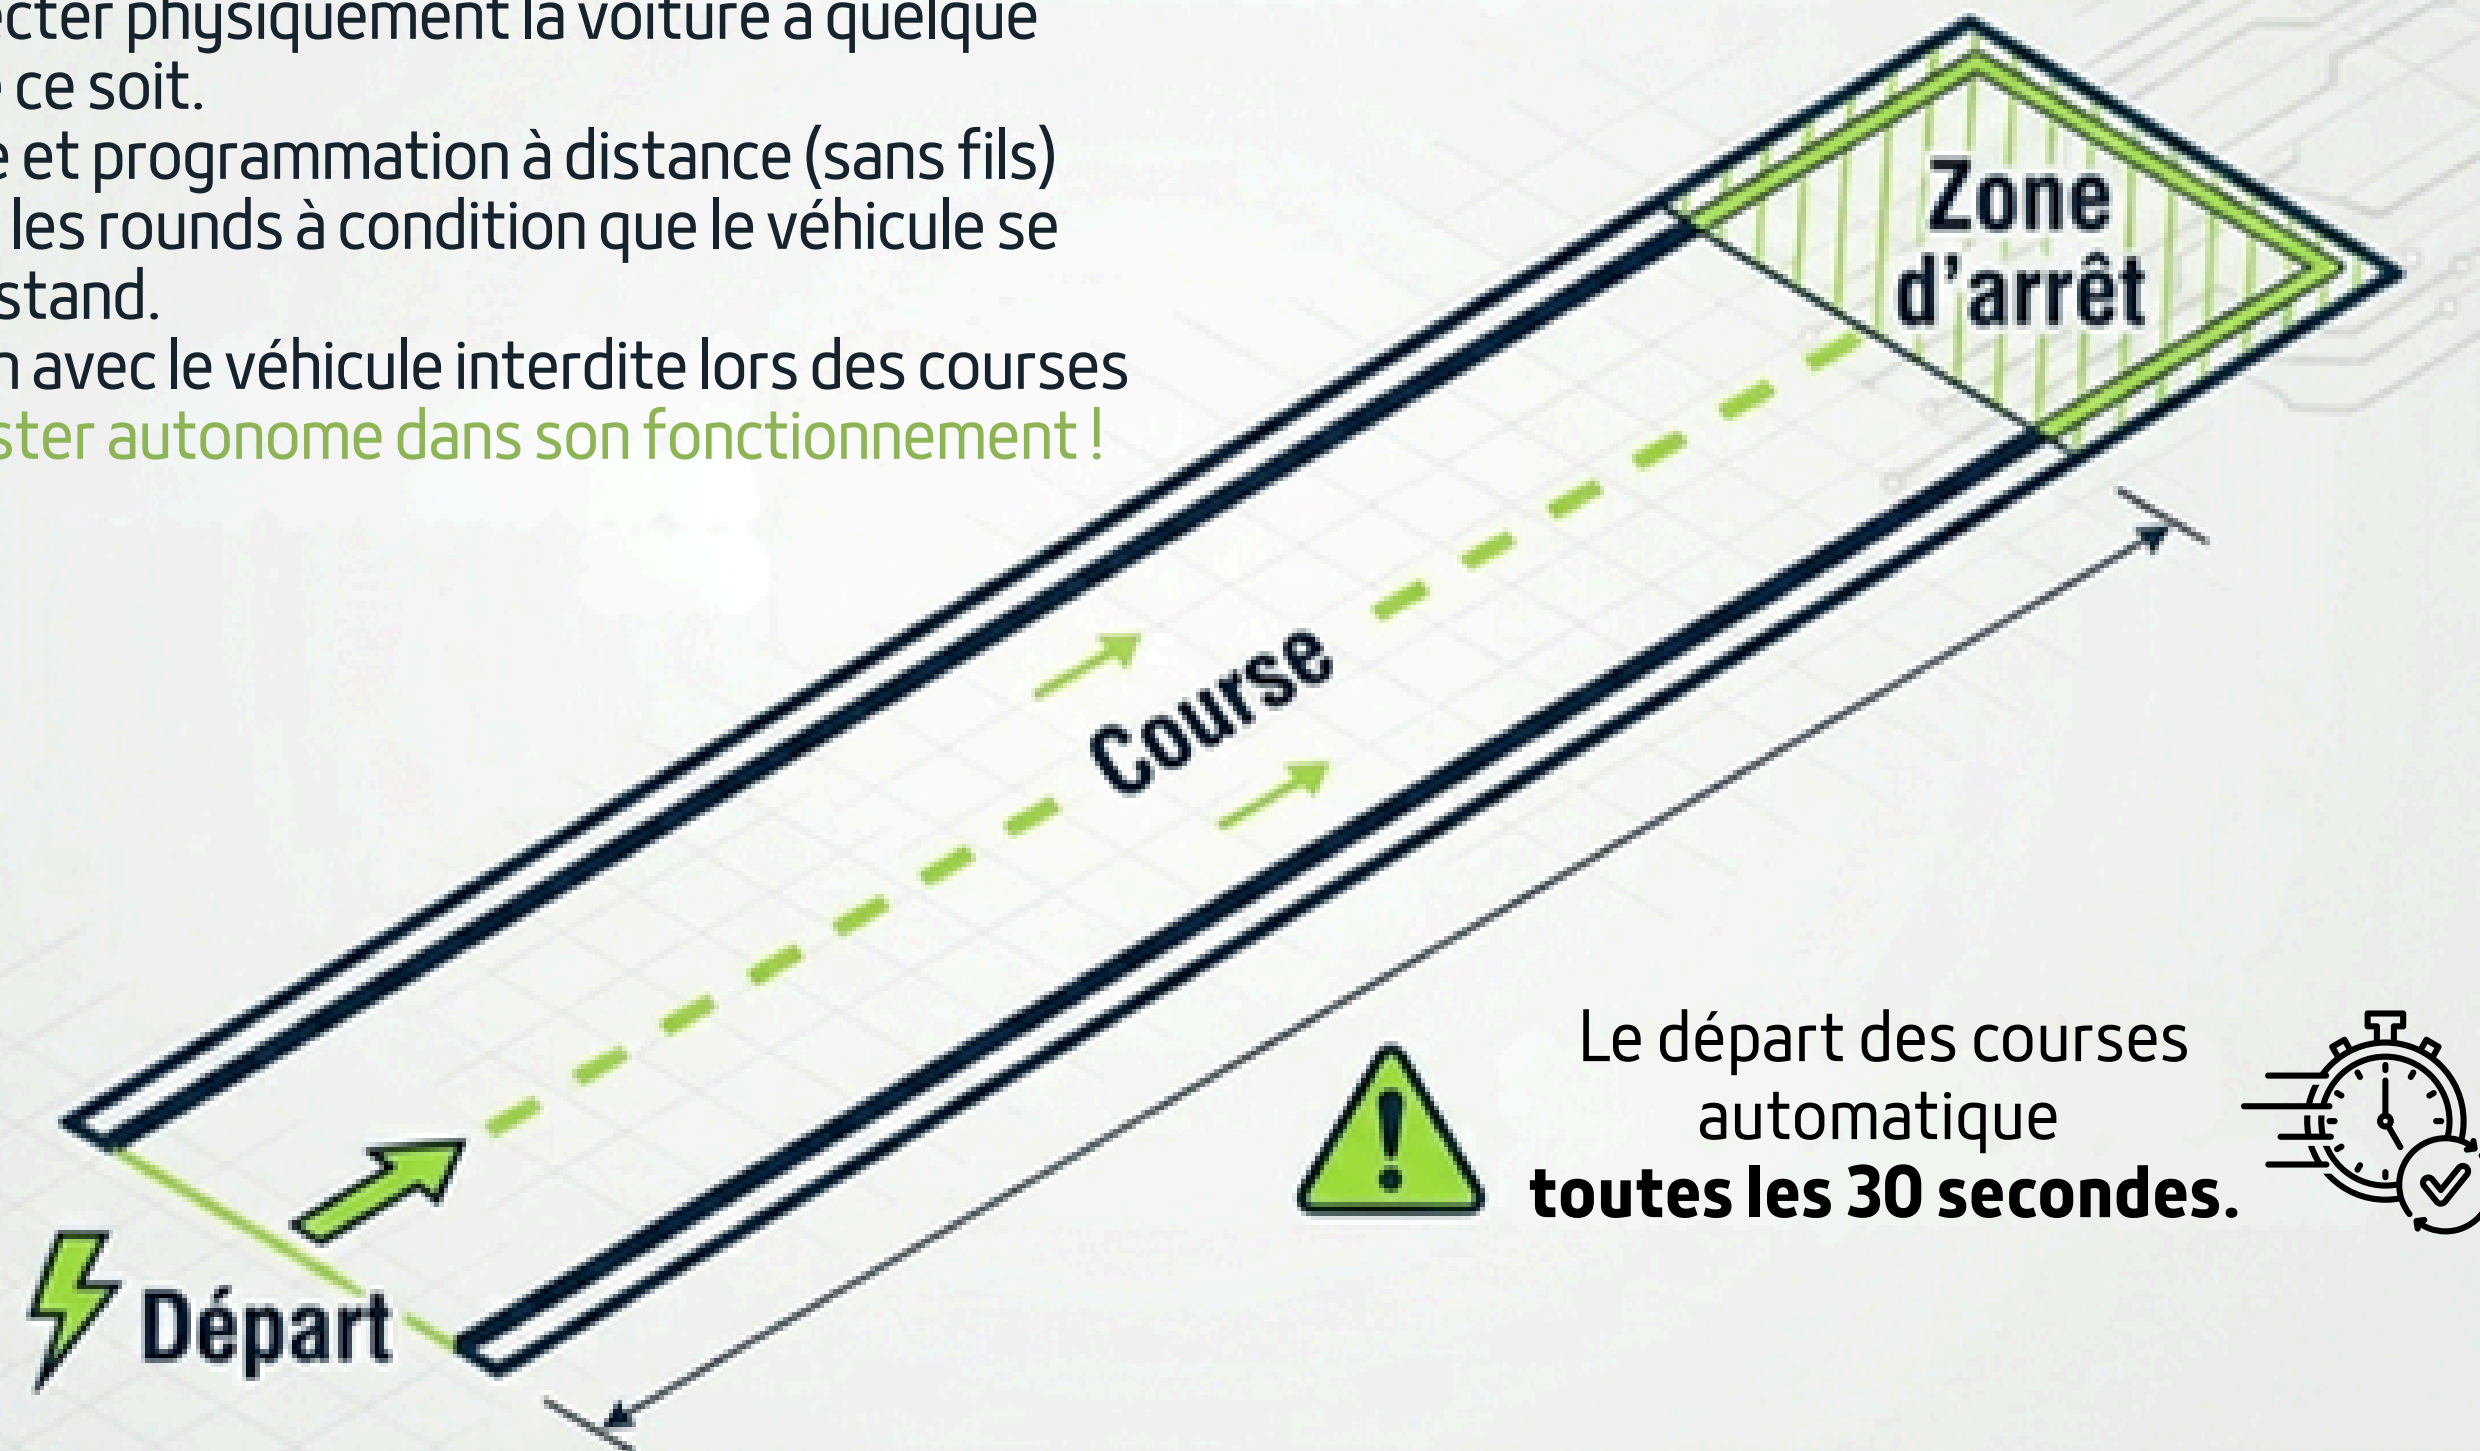 ecter physiquement la voiture à quelque
e ce soit.
e et programmation à distance (sans fils)
les rounds à condition que le véhicule se
stand.
n avec le véhicule interdite lors des courses
ster autonome dans son fonctionnement !
Zone
d'arrêt
Course
Le départ des courses
automatique
toutes les 30 secondes.
Départ